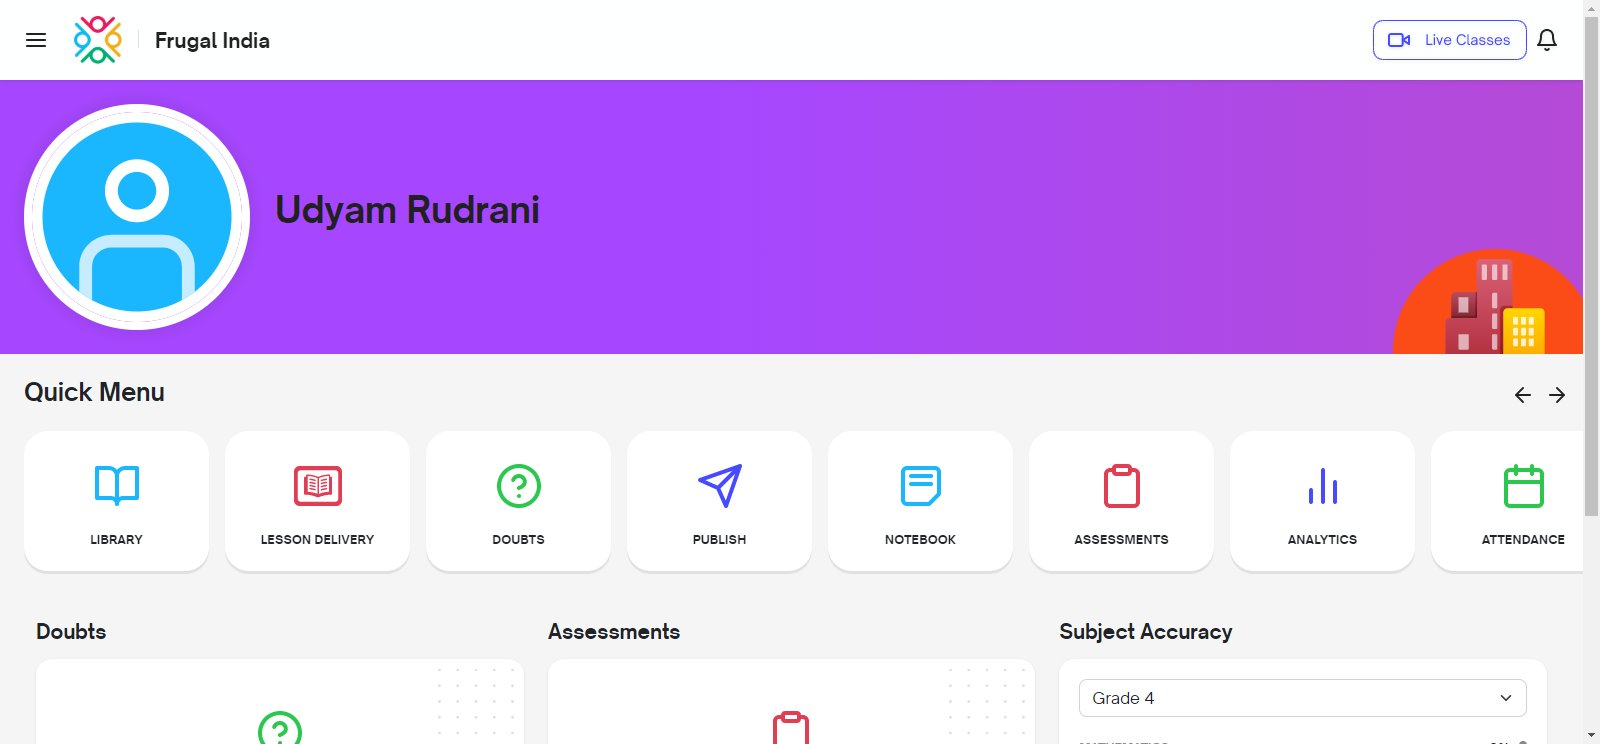 Frugal India
Live Classes
Udyam Rudrani
Quick Menu
LIBRARY
LESSON DELIVERY
DOUBTS
PUBLISH
NOTEBOOK
ASSESSMENTS
ANALYTICS
ATTENDANCE
Doubts
Assessments
Subject Accuracy
Grade 4